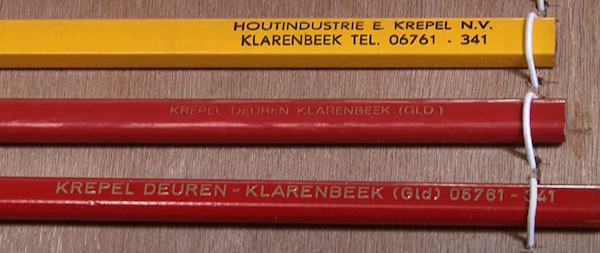 HOUTINDUSTRIE E. KREPEL N.V.
KLARENBEEK TEL. 06761 - 341
KREPEL DEUREN KLARENBEEK (GLD.)
KREPEL DEUREN - KLARENBEEK (Gld) 05761 - 341